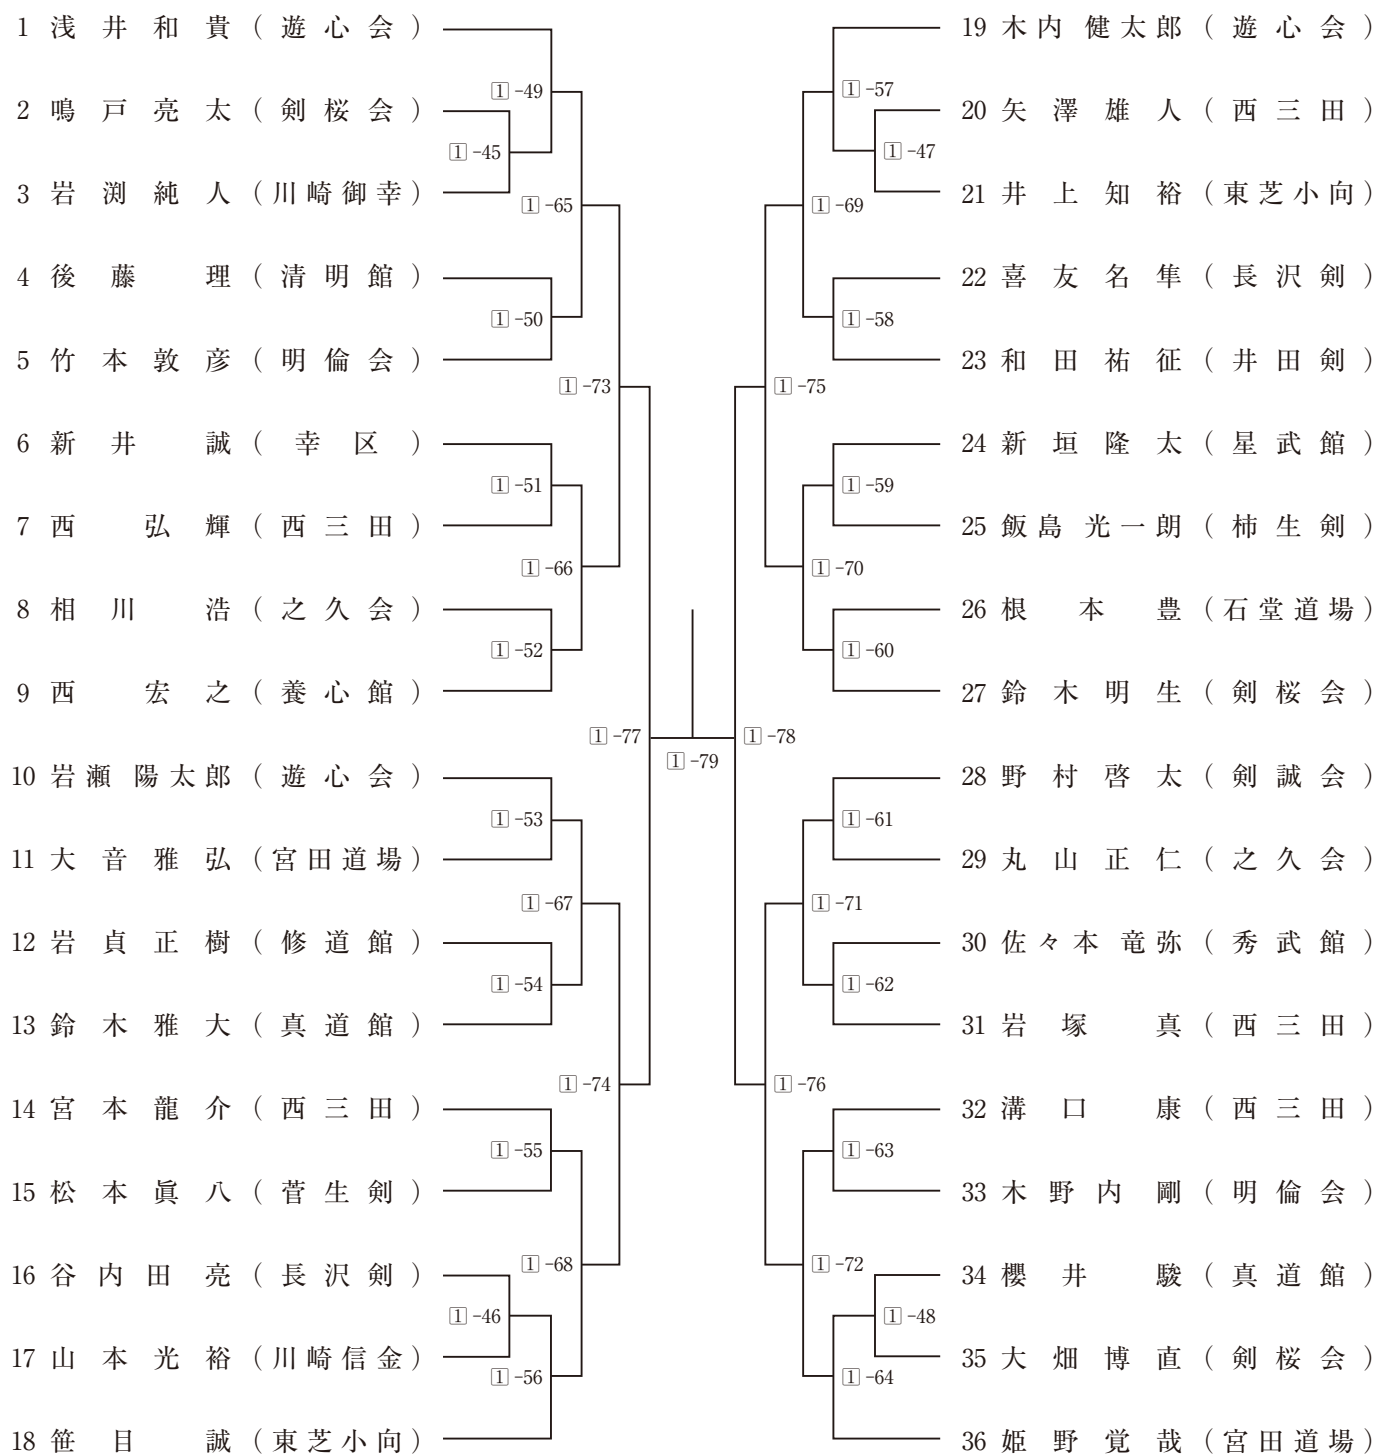 1 浅井和貴（遊心会）
2 鳴戸亮太（剣桜会）
3 岩渕純人（川崎御幸）
4 後藤理（清明館）
5 竹本敦彦（明倫会）
6 新井誠（幸区）
7 西弘輝（西三田）
8 相川浩（之久会）
9 西宏之（養心館）
10 岩瀬陽太郎（遊心会）
11 大音雅弘（宮田道場）
12 岩貞正樹（修道館）
13 鈴木雅大（真道館）
14 宮本龍介（西三田）
15 松本眞八（菅生剣）
16 谷内田亮（長沢剣）
17 山本光裕（川崎信金）
18 笹目誠（東芝小向）
1-49
1-45
1-65
1-50
1-73
1-51
1-66
1-52
1-77
1-53
1-67
1-54
1-74
1-55
1-68
1-46
1-56
1-79
1-57
1-47
1-69
1-58
1-75
1-59
1-70
1-60
1-78
1-61
1-71
1-62
1-76
1-63
1-72
1-48
1-64
19 木内健太郎（遊心会）
20 矢澤雄人（西三田）
21 井上知裕（東芝小向）
22 喜友名隼（長沢剣）
23 和田祐征（井田剣）
24 新垣隆太（星武館）
25 飯島光一朗（柿生剣）
26 根本豊（石堂道場）
27 鈴木明生（剣桜会）
28 野村啓太（剣誠会）
29 丸山正仁（之久会）
30 佐々本竜弥（秀武館）
31 岩塚真（西三田）
32 溝口康（西三田）
33 木野内剛（明倫会）
34 櫻井駿（真道館）
35 大畑博直（剣桜会）
36 姫野覚哉（宮田道場）